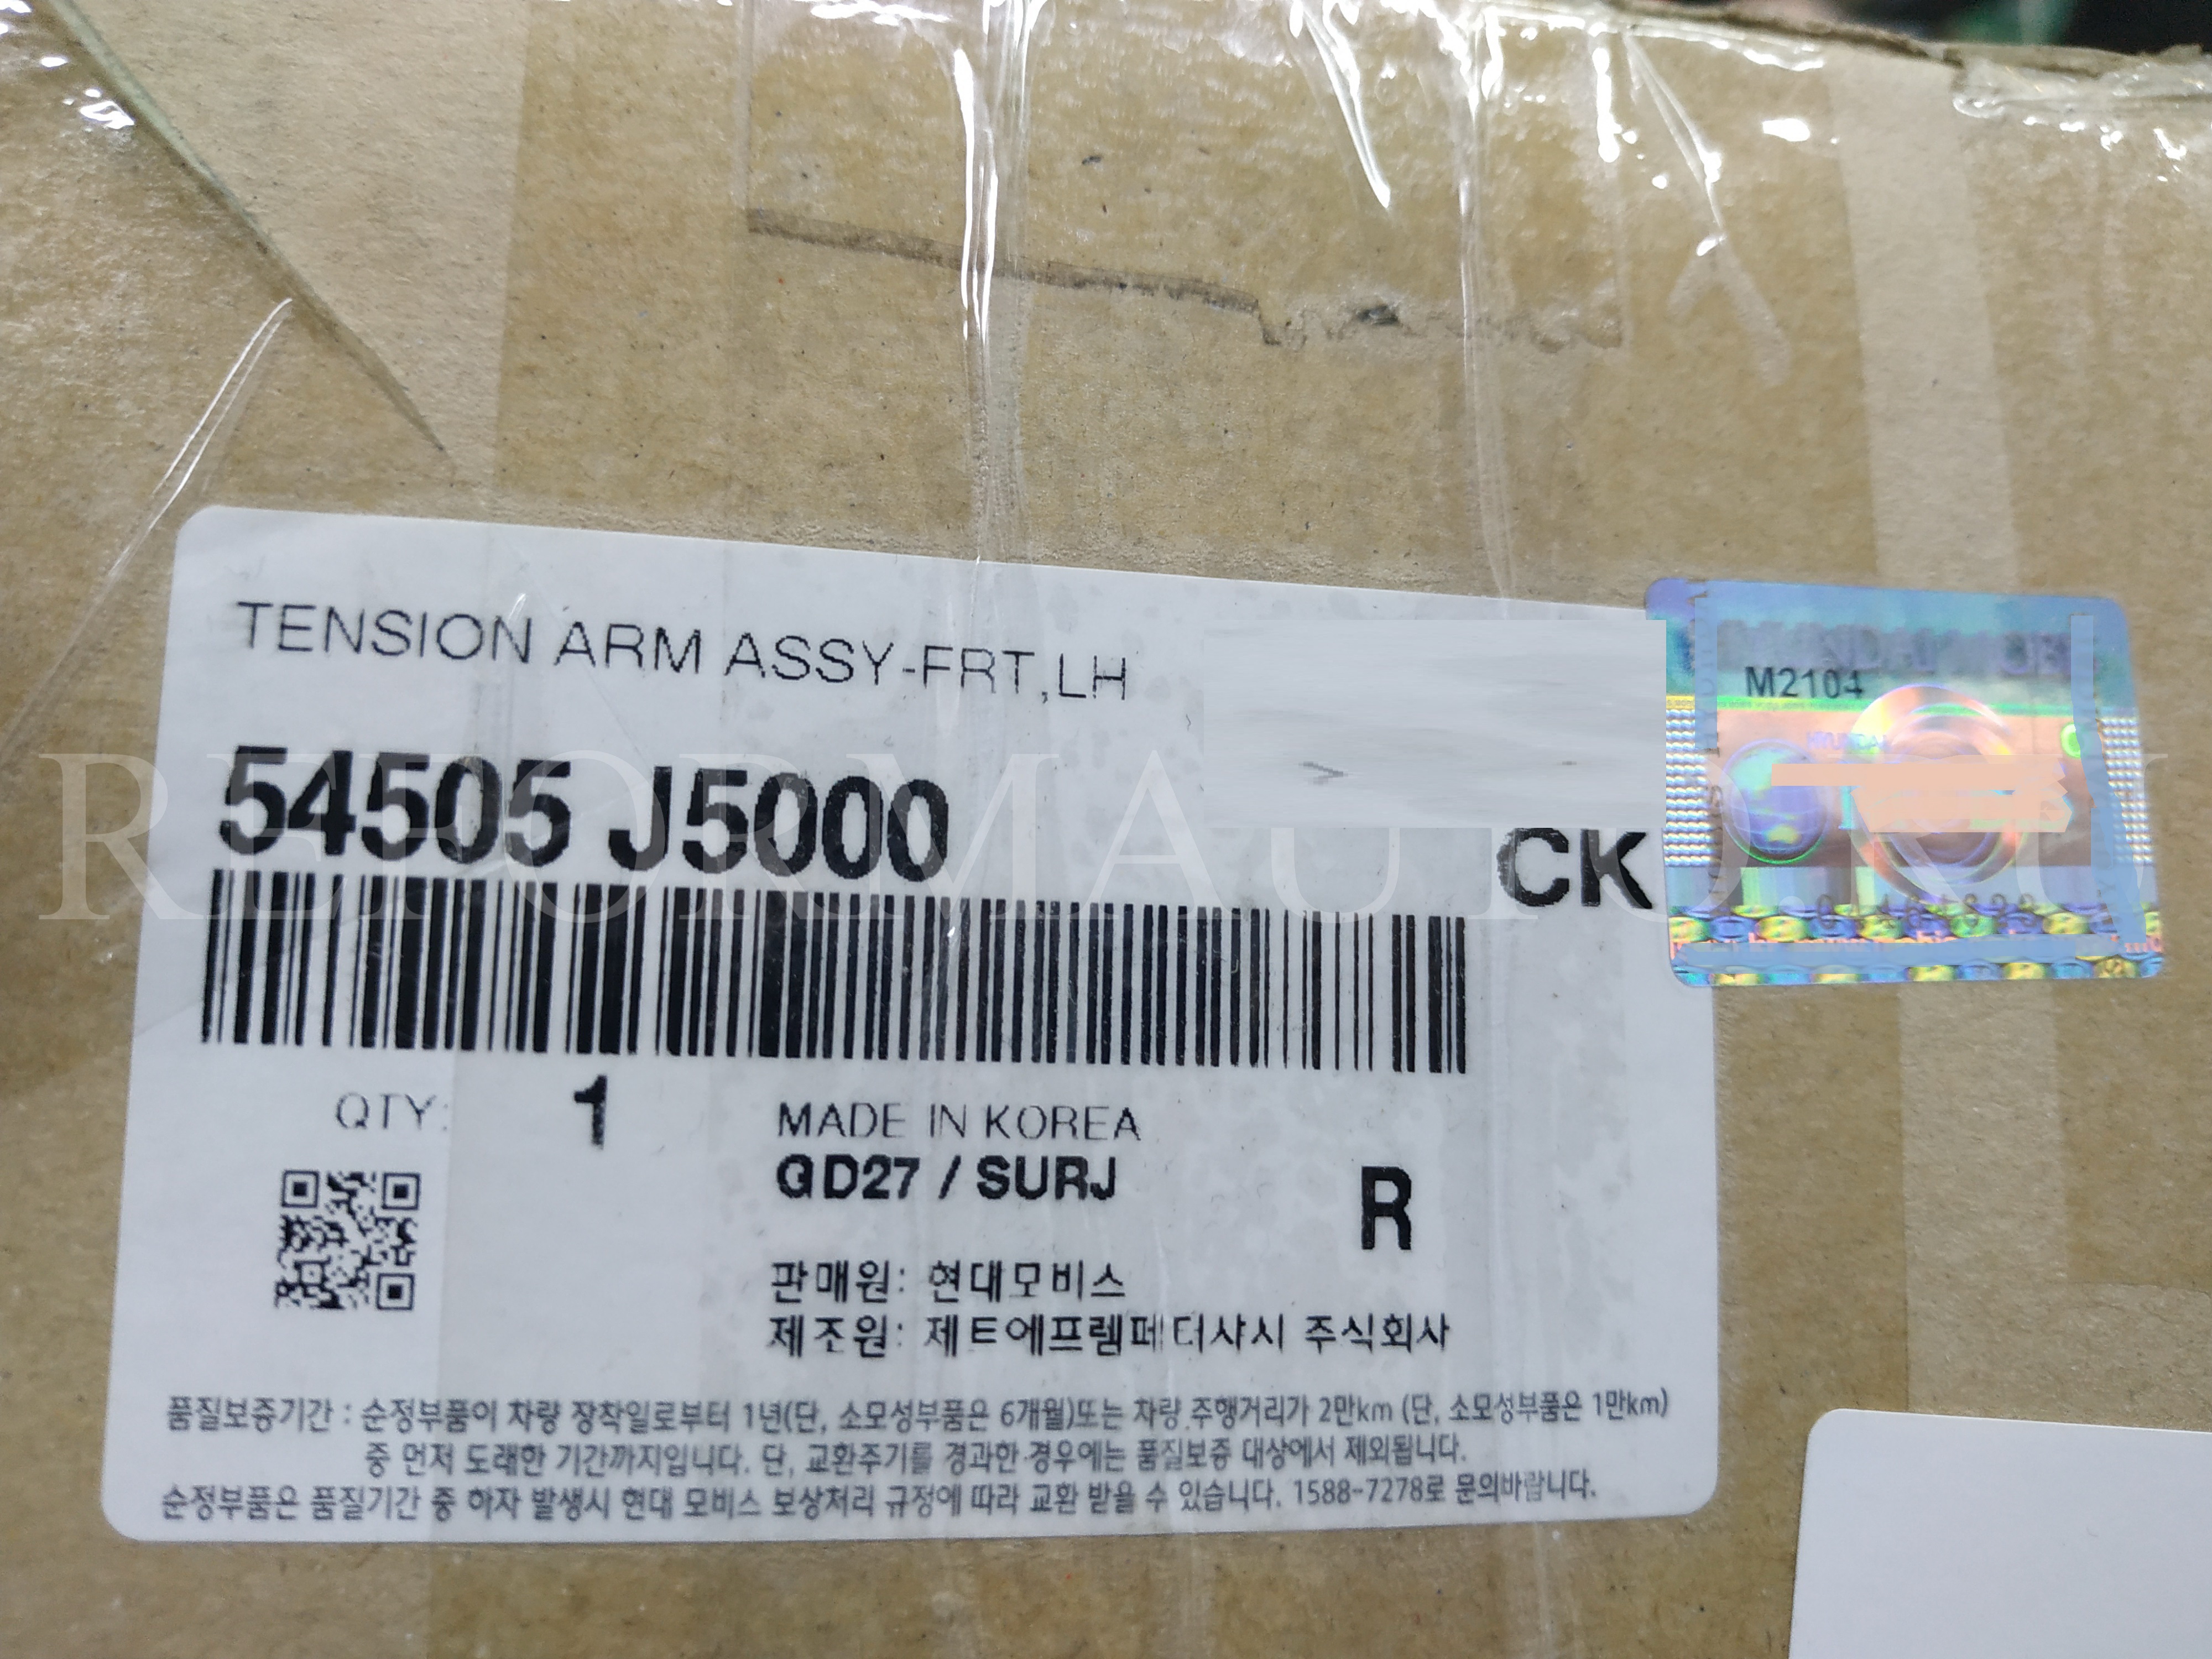 TENSION ARM ASSY-FRT,LH
M2104
54505 J5000
REFORMAUTO.RU
CK
QTY: 1
MADE IN KOREA
GD27 / SURJ
R
판매원: 현대모비스
제조원: 제트에프렘페더샤시 주식회사
품질보증기간 : 순정부품이 차량 장착일로부터 1년(단, 소모성부품은 6개월)또는 차량 주행거리가 2만km (단, 소모성부품은 1만km)
중 먼저 도래한 기간까지입니다. 단, 교환주기를 경과한 경우에는 품질보증 대상에서 제외됩니다.
순정부품은 품질기간 중 하자 발생시 현대 모비스 보상처리 규정에 따라 교환 받을 수 있습니다. 1588-7278로 문의바랍니다.